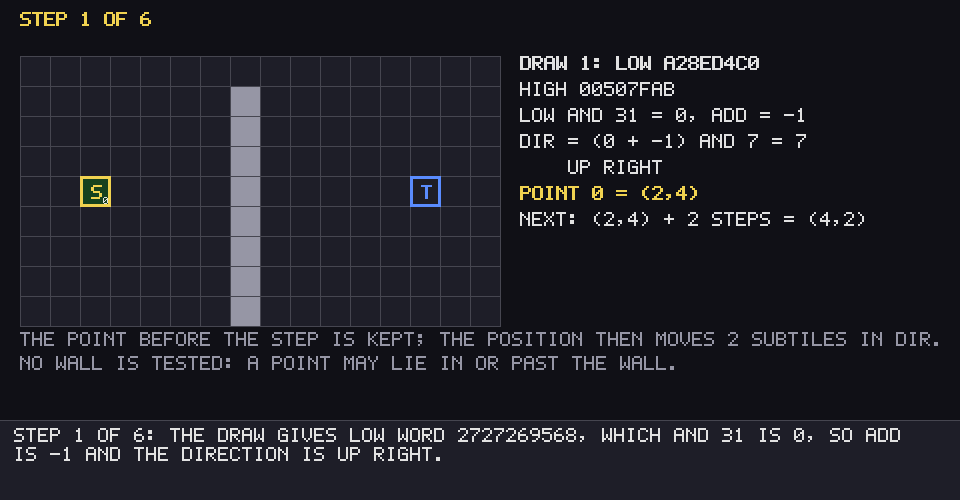 STEP 1 OF 6
DRAW 1: LOW A28ED4C0
HIGH 00507FAB
LOW AND 31 = 0, ADD = -1
DIR = (0 + -1) AND 7 = 7
UP RIGHT
POINT 0 = (2,4)
NEXT: (2,4) + 2 STEPS = (4,2)
S
0
T
THE POINT BEFORE THE STEP IS KEPT; THE POSITION THEN MOVES 2 SUBTILES IN DIR.
NO WALL IS TESTED: A POINT MAY LIE IN OR PAST THE WALL.
STEP 1 OF 6: THE DRAW GIVES LOW WORD 2727269568, WHICH AND 31 IS 0, SO ADD
IS -1 AND THE DIRECTION IS UP RIGHT.